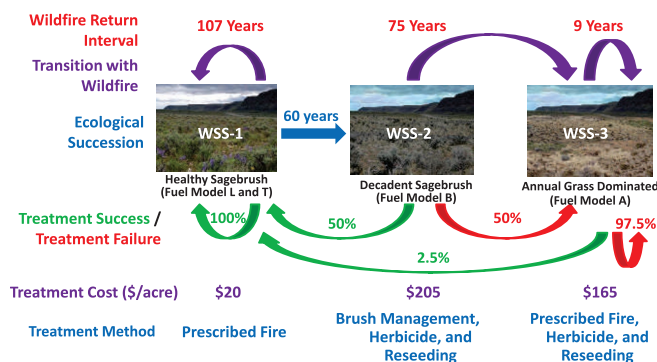 Wildfire Return Interval
107 Years
75 Years
9 Years
Transition with Wildfire
Ecological Succession
WSS-1
60 years
WSS-2
WSS-3
Healthy Sagebrush
(Fuel Model L and T)
Decadent Sagebrush
(Fuel Model B)
Annual Grass Dominated
(Fuel Model A)
Treatment Success /
Treatment Failure
100%
50%
50%
97.5%
2.5%
Treatment Cost ($/acre)
$20
$205
$165
Treatment Method
Prescribed Fire
Brush Management,
Herbicide, and
Reseeding
Prescribed Fire,
Herbicide, and
Reseeding